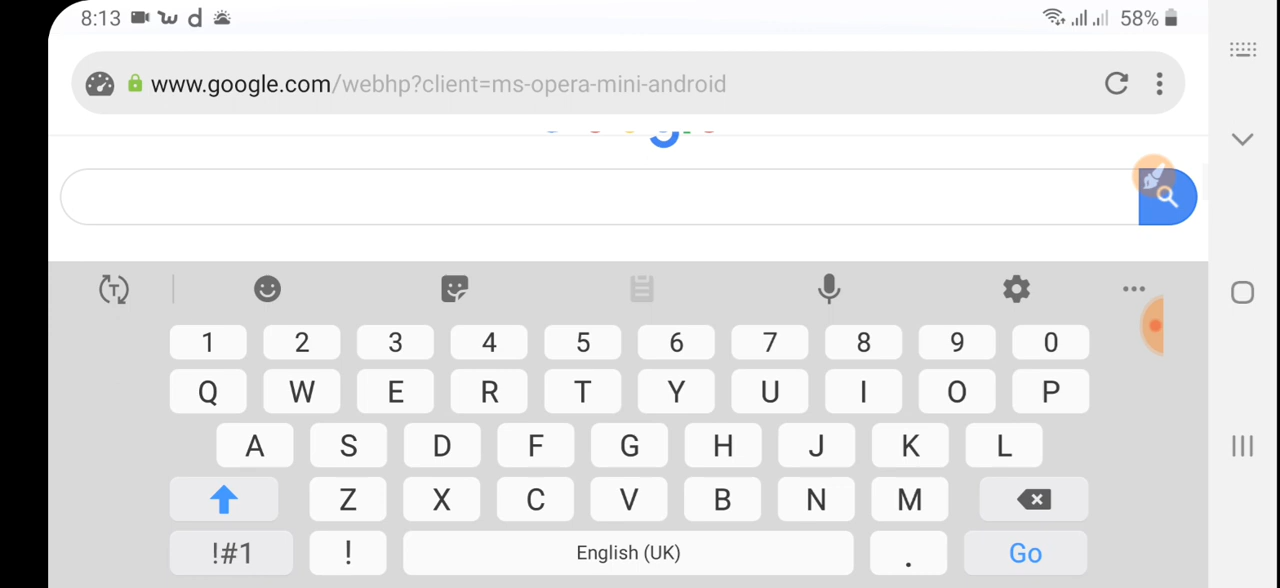 8:13 58%
www.google.com/webhp?client=ms-opera-mini-android
1 2 3 4 5 6 7 8 9 0
Q W E R T Y U I O P
A S D F G H J K L
Z X C V B N M
!#1 ! English (UK) . Go